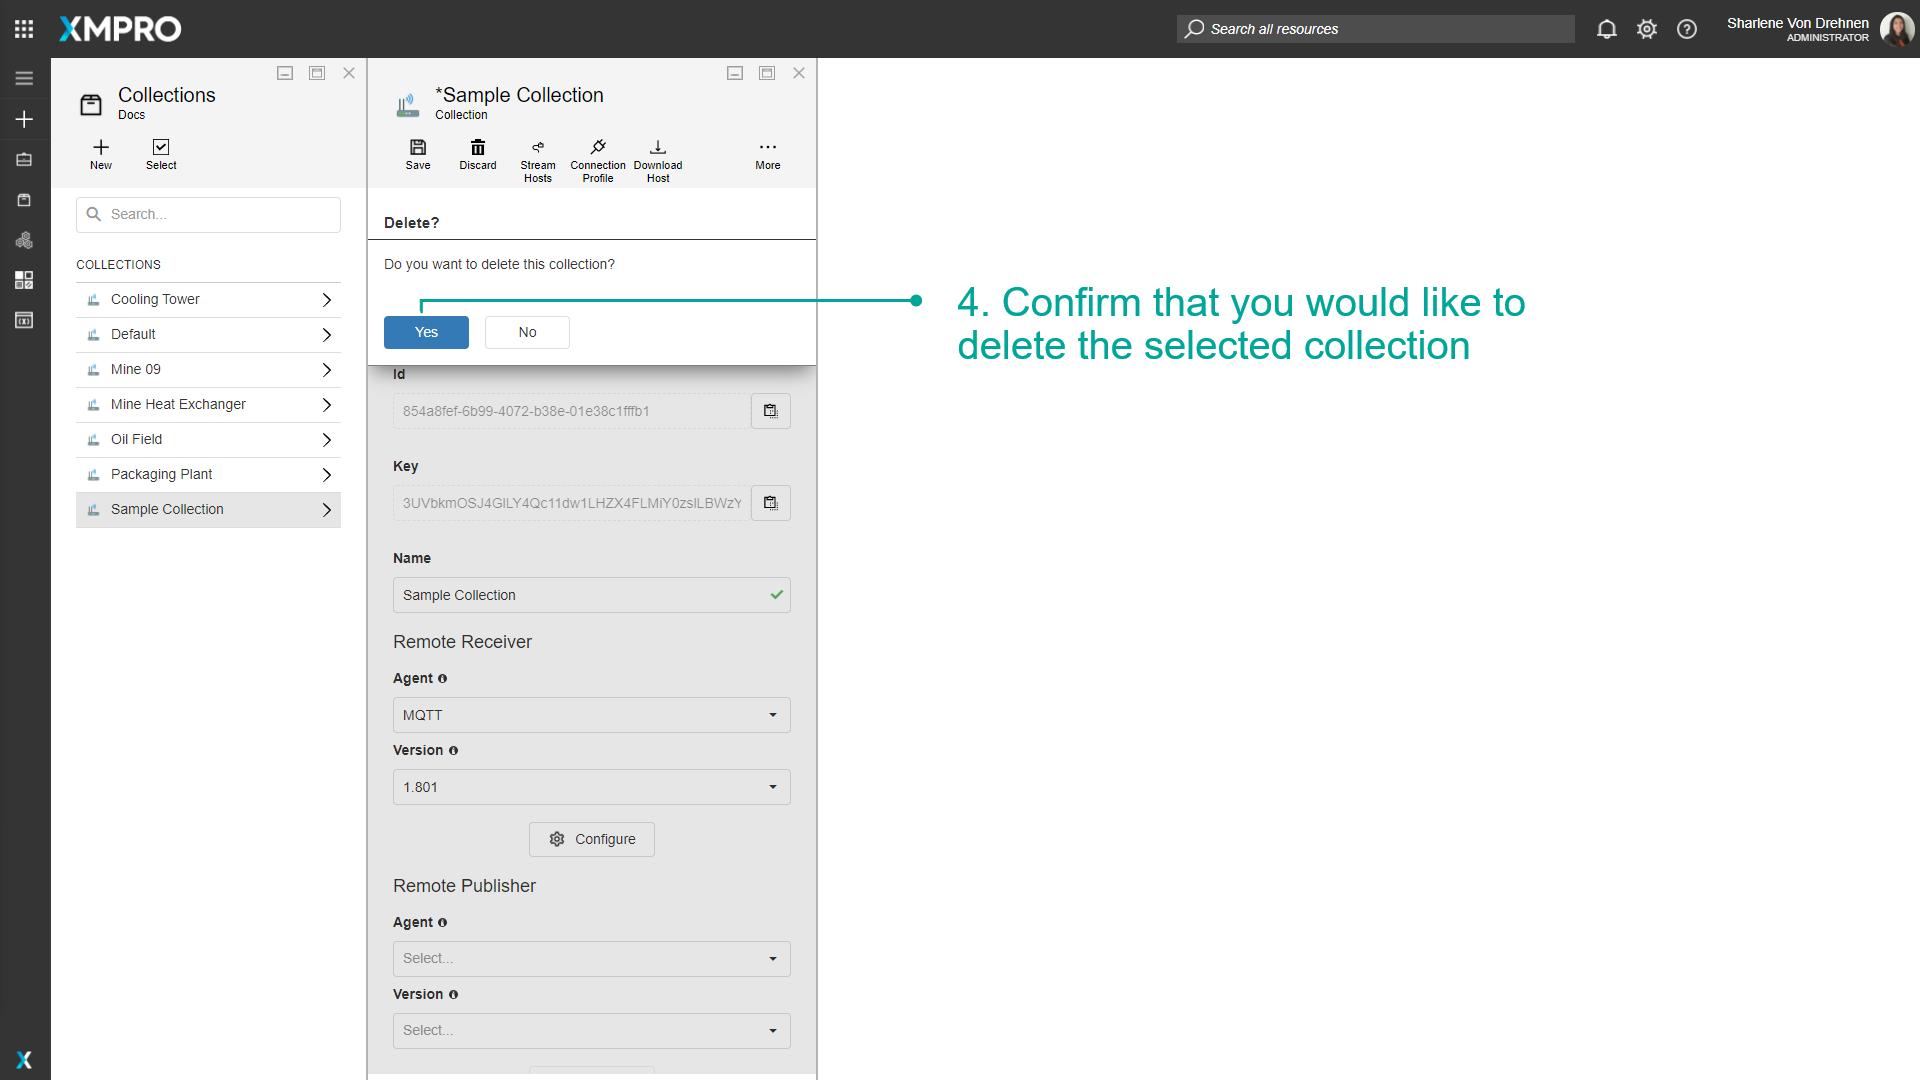 XMPRO
Search all resources
Sharlene Von Drehnen
ADMINISTRATOR
Collections
Docs
New
Select
Search...
COLLECTIONS
Cooling Tower
Default
Mine 09
Mine Heat Exchanger
Oil Field
Packaging Plant
Sample Collection
*Sample Collection
Collection
Save
Discard
Stream
Hosts
Connection
Profile
Download
Host
More
Delete?
Do you want to delete this collection?
Yes
No
4. Confirm that you would like to
delete the selected collection
Id
854a8fef-6b99-4072-b38e-01e38c1fffb1
Key
Name
Sample Collection
Remote Receiver
Agent
MQTT
Version
1.801
Configure
Remote Publisher
Agent
Select...
Version
Select...